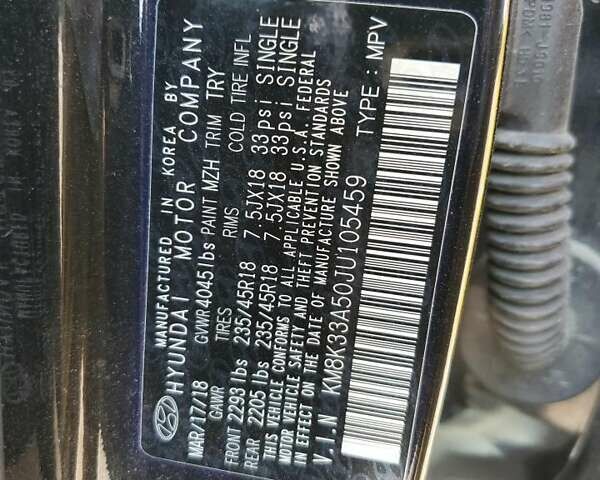 MANUFACTURED IN KOREA BY
HYUNDAI MOTOR COMPANY
MAR/17/18 GVWR 4045lbs PAINT MZH TRIM TRY
GAWR TIRES RIMS COLD TIRE INFL
FRONT 2293 lbs 235/45R18 7.5JX18 33psi SINGLE
REAR 2205 lbs 235/45R18 7.5JX18 33psi SINGLE
THIS VEHICLE CONFORMS TO ALL APPLICABLE U.S.A. FEDERAL
MOTOR VEHICLE SAFETY AND THEFT PREVENTION STANDARDS
IN EFFECT ON THE DATE OF MANUFACTURE SHOWN ABOVE
V.I.N KM8K33A50JU105459 TYPE : MPV